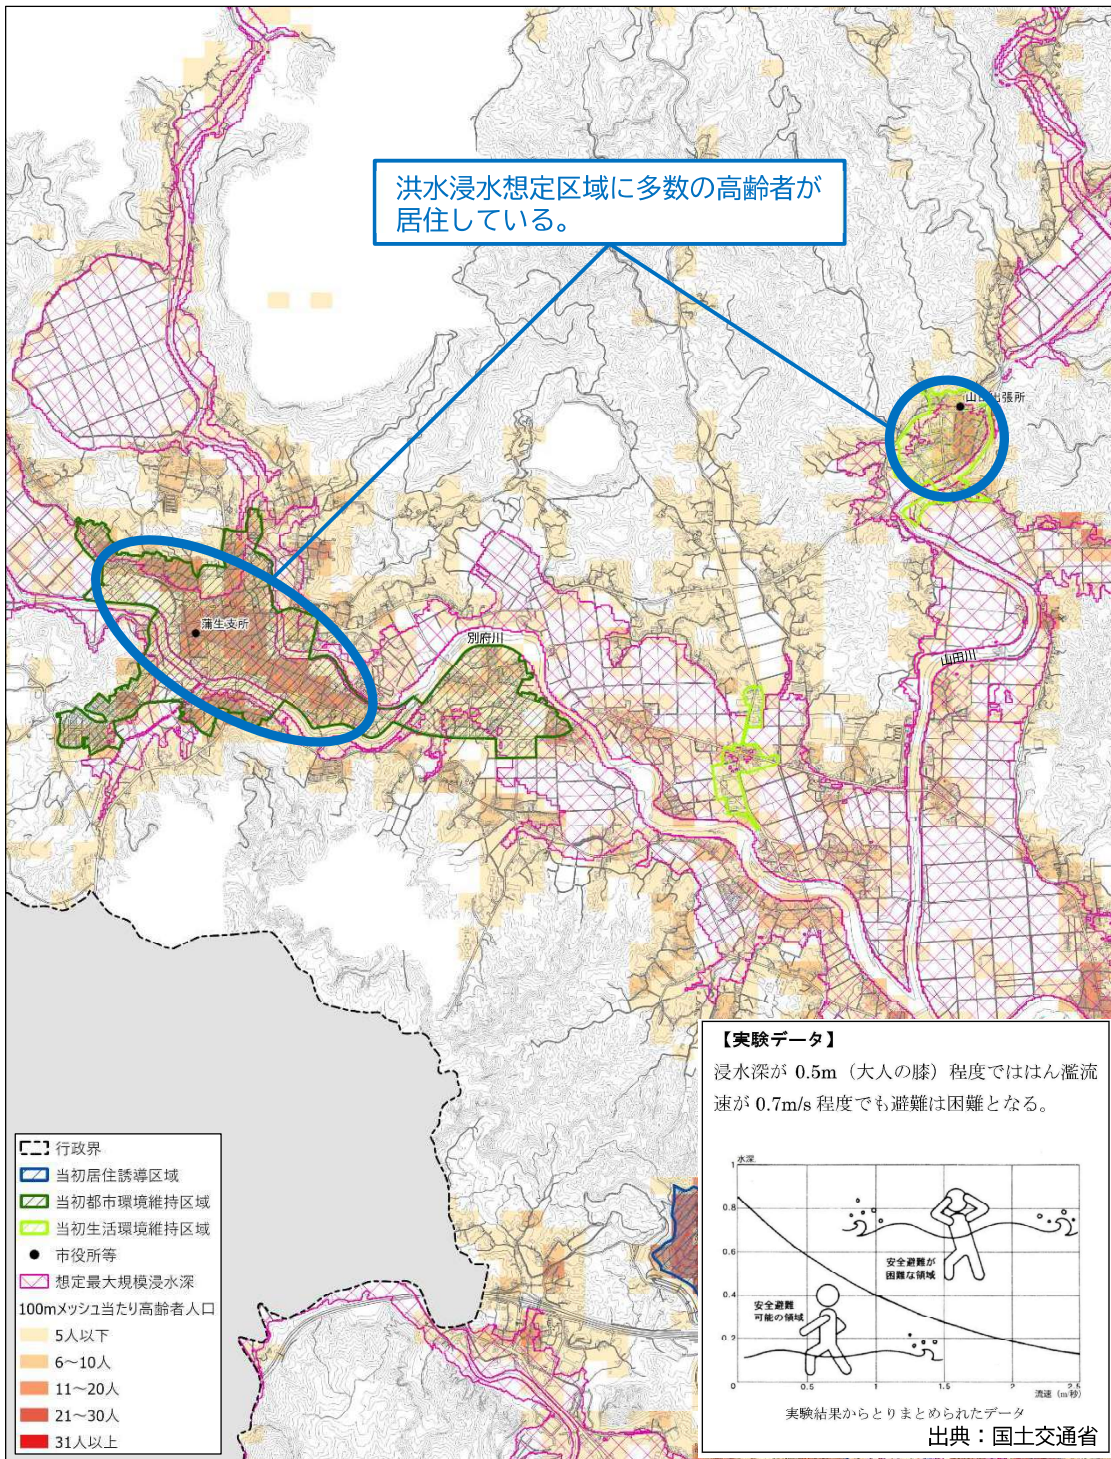 洪水浸水想定区域に多数の高齢者が
居住している。
山田出張所
蒲生支所
別府川
山田川
行政界
当初居住誘導区域
当初都市環境維持区域
当初生活環境維持区域
市役所等
想定最大規模浸水深
100mメッシュ当たり高齢者人口
5人以下
6～10人
11～20人
21～30人
31人以上
【実験データ】
浸水深が 0.5m（大人の膝）程度でははん濫流
速が 0.7m/s 程度でも避難は困難となる。
水深
1
0.8
0.6
0.4
0.2
0
0.5
1
1.5
2
2.5
流速（m/秒）
安全避難が
困難な領域
安全避難
可能の領域
実験結果からとりまとめられたデータ
出典：国土交通省